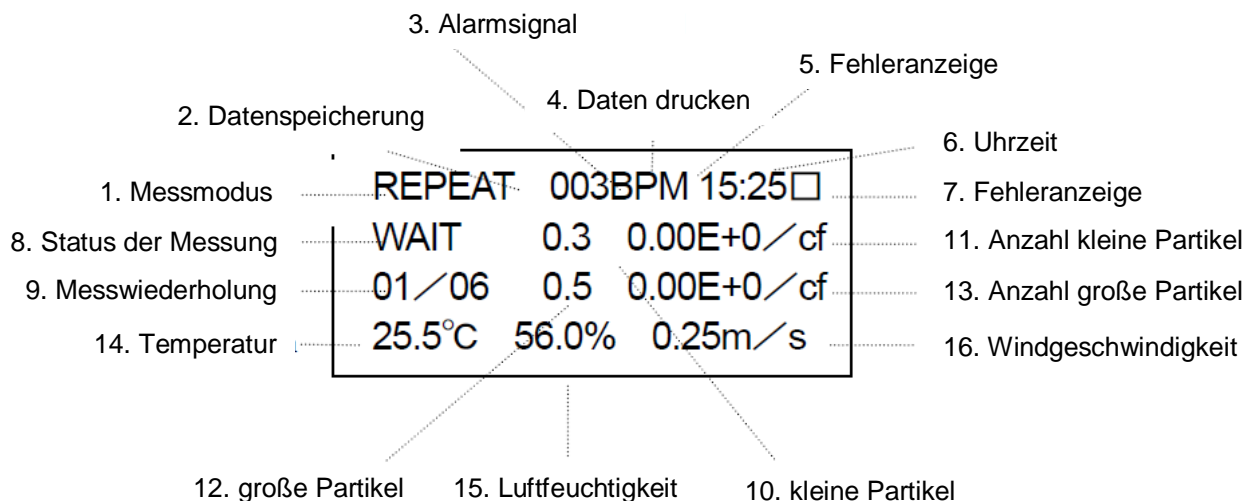 3. Alarmsignal
5. Fehleranzeige
4. Daten drucken
2. Datenspeicherung
6. Uhrzeit
1. Messmodus
REPEAT 003BPM 15:25□
7. Fehleranzeige
8. Status der Messung
WAIT 0.3 0.00E+0／cf
11. Anzahl kleine Partikel
9. Messwiederholung
01／06 0.5 0.00E+0／cf
13. Anzahl große Partikel
14. Temperatur
25.5°C 56.0% 0.25m／s
16. Windgeschwindigkeit
12. große Partikel
15. Luftfeuchtigkeit
10. kleine Partikel